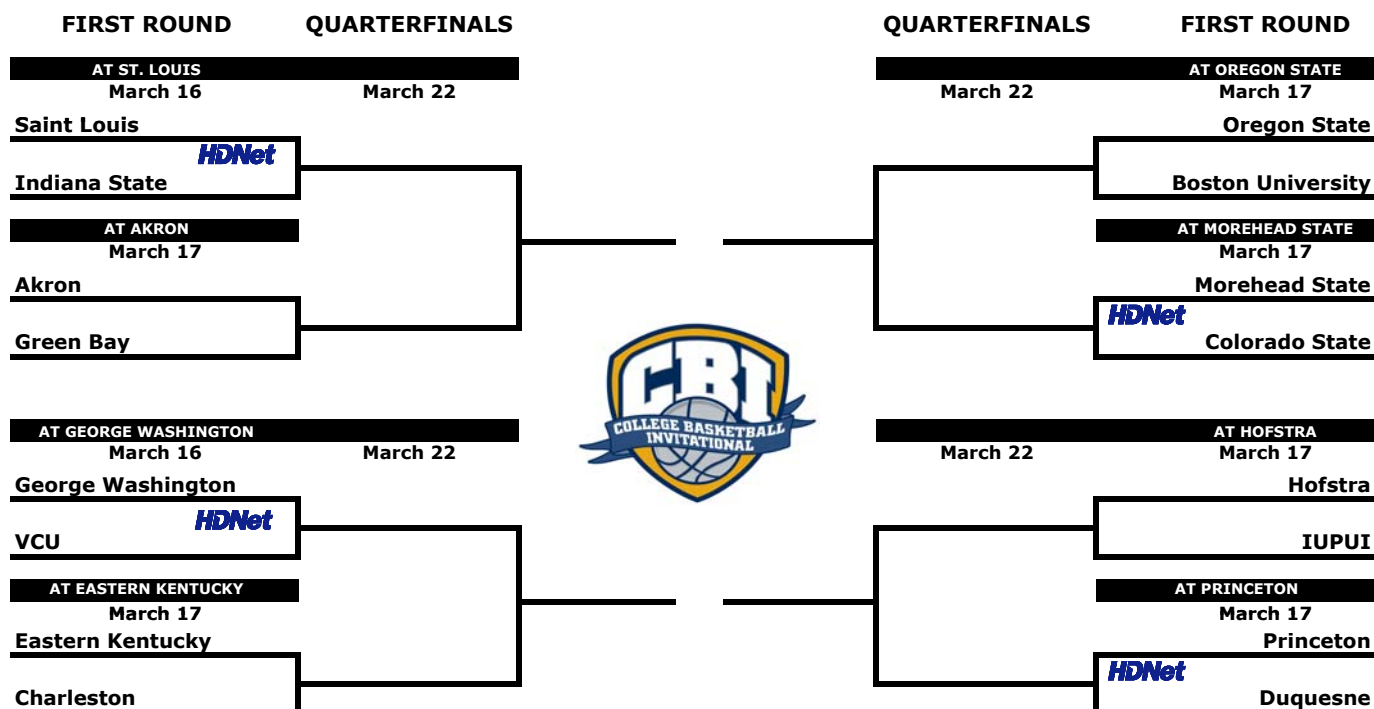 FIRST ROUND
QUARTERFINALS
AT ST. LOUIS
March 16
March 22
Saint Louis
HDNet
Indiana State
AT AKRON
March 17
Akron
Green Bay
AT GEORGE WASHINGTON
March 16
March 22
George Washington
HDNet
VCU
AT EASTERN KENTUCKY
March 17
Eastern Kentucky
Charleston
CBI
COLLEGE BASKETBALL
INVITATIONAL
QUARTERFINALS
FIRST ROUND
AT OREGON STATE
March 22
March 17
Oregon State
Boston University
AT MOREHEAD STATE
March 17
Morehead State
HDNet
Colorado State
AT HOFSTRA
March 22
March 17
Hofstra
IUPUI
AT PRINCETON
March 17
Princeton
HDNet
Duquesne